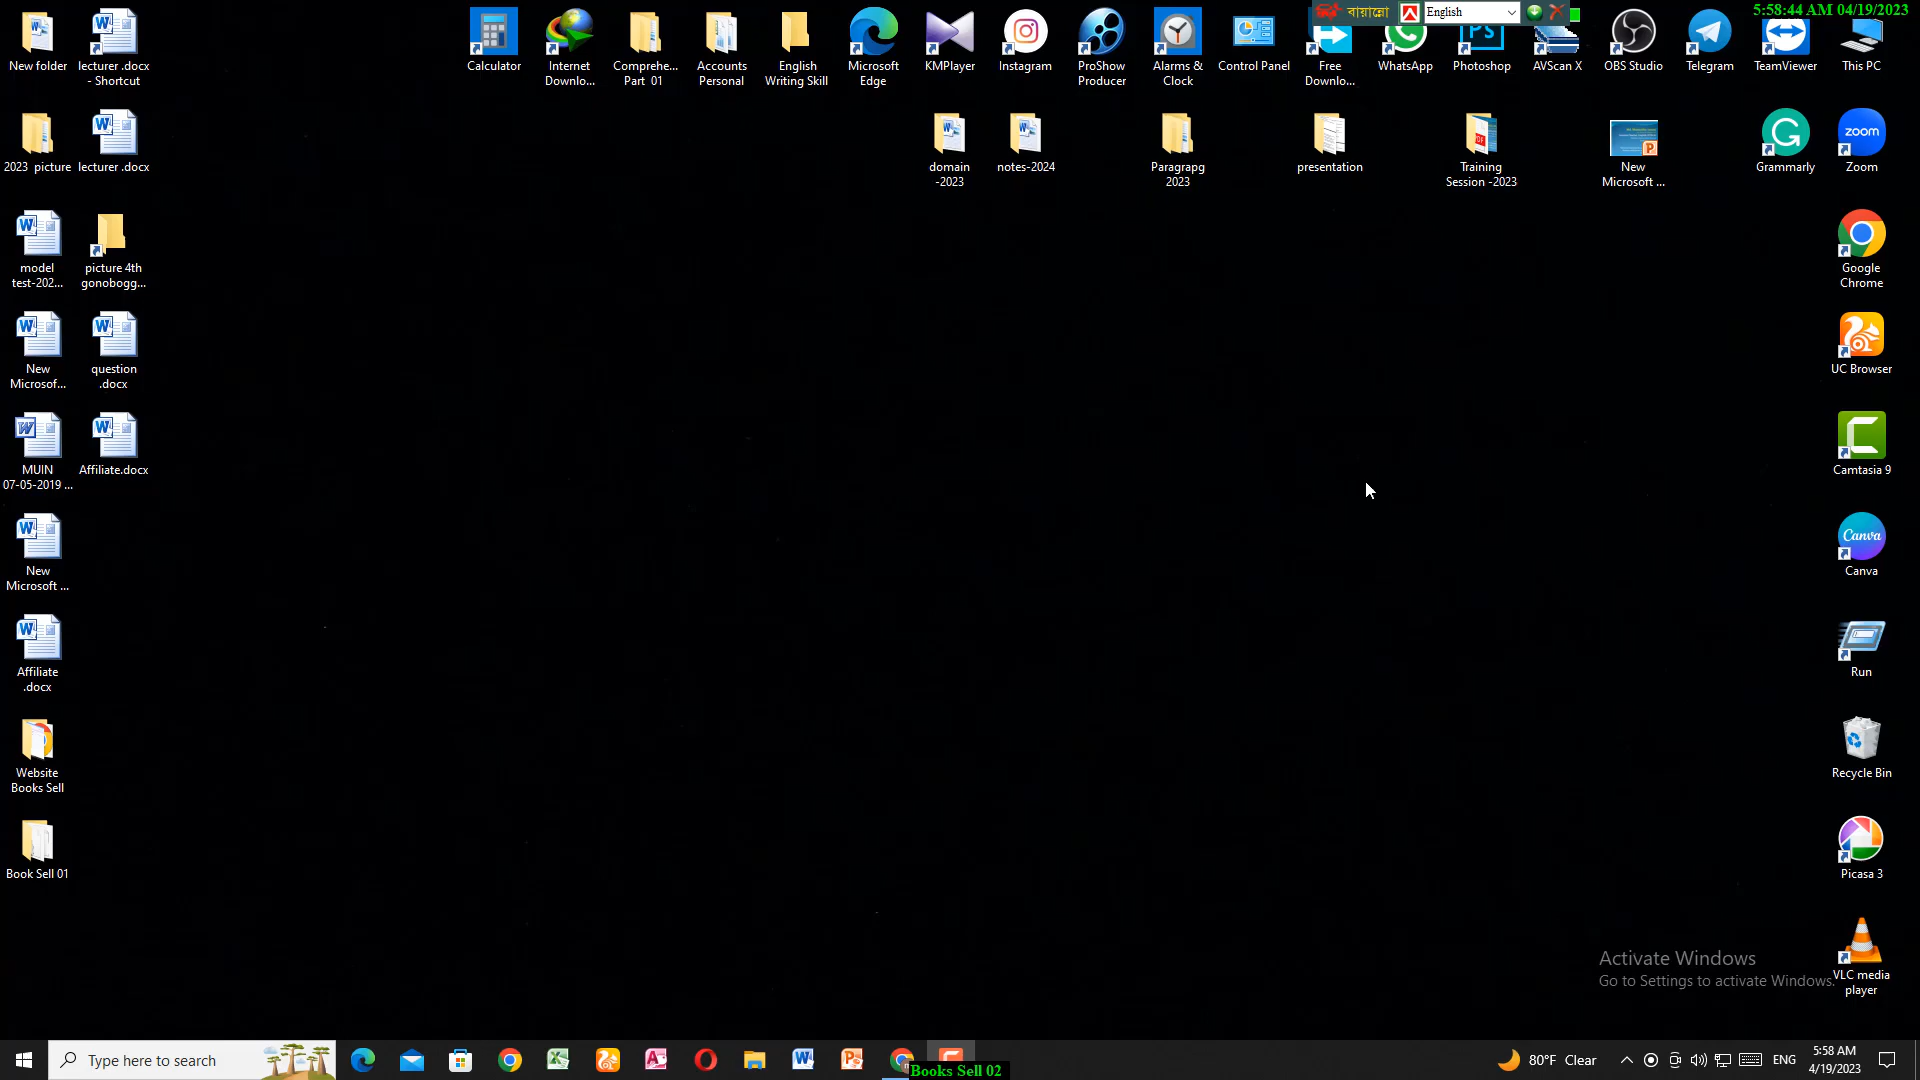 New folder
lecturer .docx
- Shortcut
Calculator
Internet
Downlo...
Comprehe...
Part 01
Accounts
Personal
English
Writing Skill
Microsoft
Edge
KMPlayer
Instagram
ProShow
Producer
Alarms &
Clock
Control Panel
বায়ান্নো
English
Free
Downlo...
WhatsApp
Photoshop
AVScan X
OBS Studio
Telegram
TeamViewer
This PC
5:58:44 AM 04/19/2023
2023 picture
lecturer .docx
domain
-2023
notes-2024
Paragrapg
2023
presentation
Training
Session -2023
New
Microsoft ...
Grammarly
zoom
Zoom
model
test-202...
picture 4th
gonobogg...
Google
Chrome
New
Microsof...
question
.docx
UC Browser
MUIN
07-05-2019 ...
Affiliate.docx
Camtasia 9
New
Microsoft ...
Canva
Canva
Affiliate
.docx
Run
Website
Books Sell
Recycle Bin
Book Sell 01
Picasa 3
Activate Windows
Go to Settings to activate Windows.
VLC media
player
Type here to search
Books Sell 02
80°F Clear
ENG
5:58 AM
4/19/2023